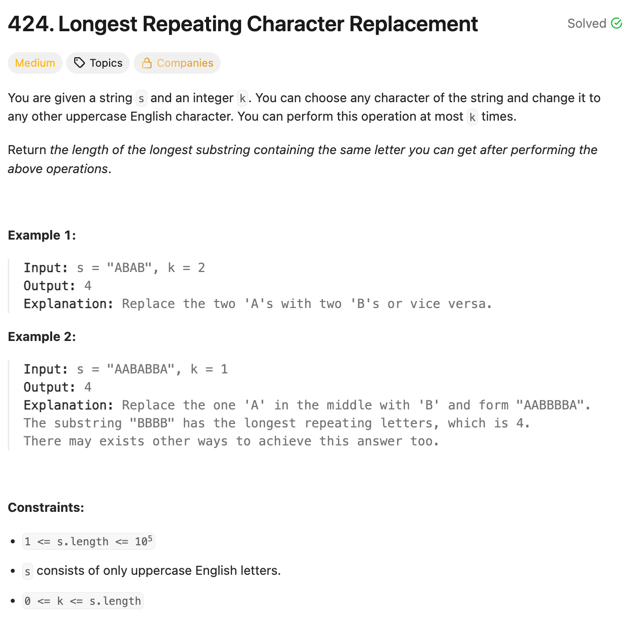 424. Longest Repeating Character Replacement
Solved
Medium Topics Companies
You are given a string s and an integer k. You can choose any character of the string and change it to
any other uppercase English character. You can perform this operation at most k times.
Return the length of the longest substring containing the same letter you can get after performing the
above operations.
Example 1:
Input: s = "ABAB", k = 2
Output: 4
Explanation: Replace the two 'A's with two 'B's or vice versa.
Example 2:
Input: s = "AABABBA", k = 1
Output: 4
Explanation: Replace the one 'A' in the middle with 'B' and form "AABBBBA".
The substring "BBBB" has the longest repeating letters, which is 4.
There may exists other ways to achieve this answer too.
Constraints:
• 1 <= s.length <= 10⁵
• s consists of only uppercase English letters.
• 0 <= k <= s.length